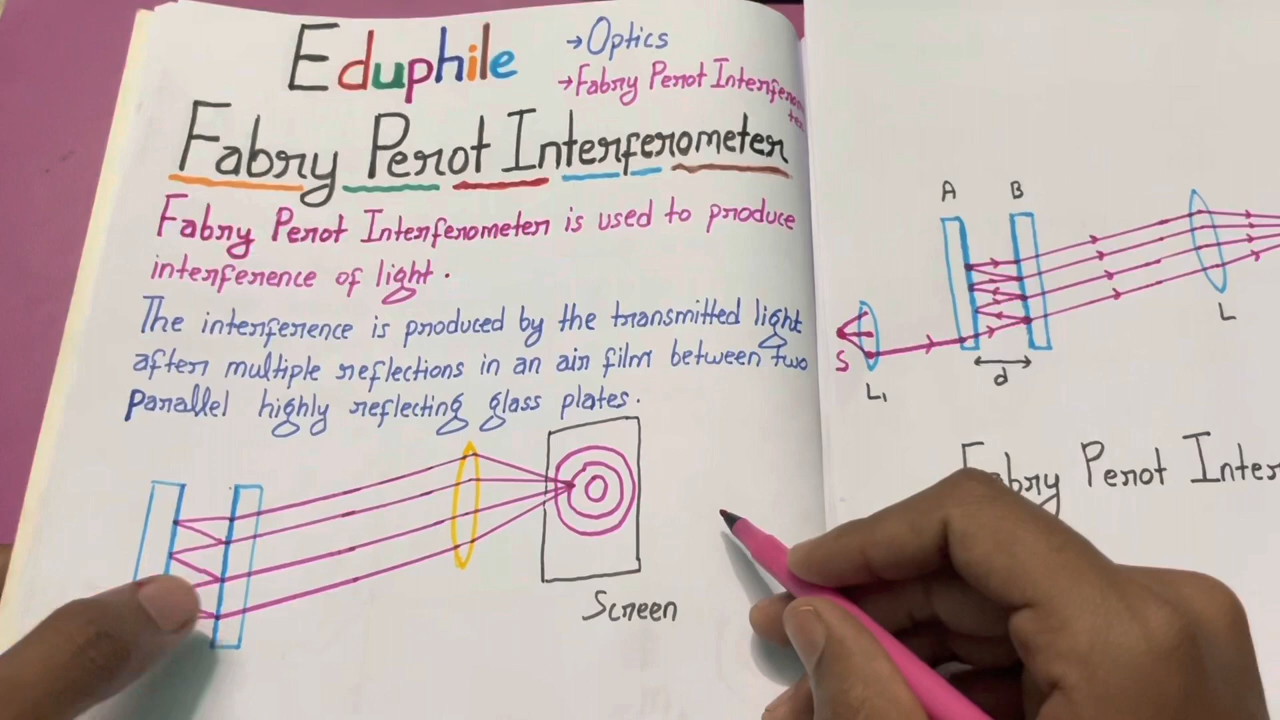 Eduphile
→Optics
→Fabry Perot Interferometer
Fabry Perot Interferometer
Fabry Perot Interferometer is used to produce
interference of light.
The interference is produced by the transmitted light
after multiple reflections in an air film between two
Parallel highly reflecting glass plates.
Screen
A B
S
L₁
d
L
Fabry Perot Inter